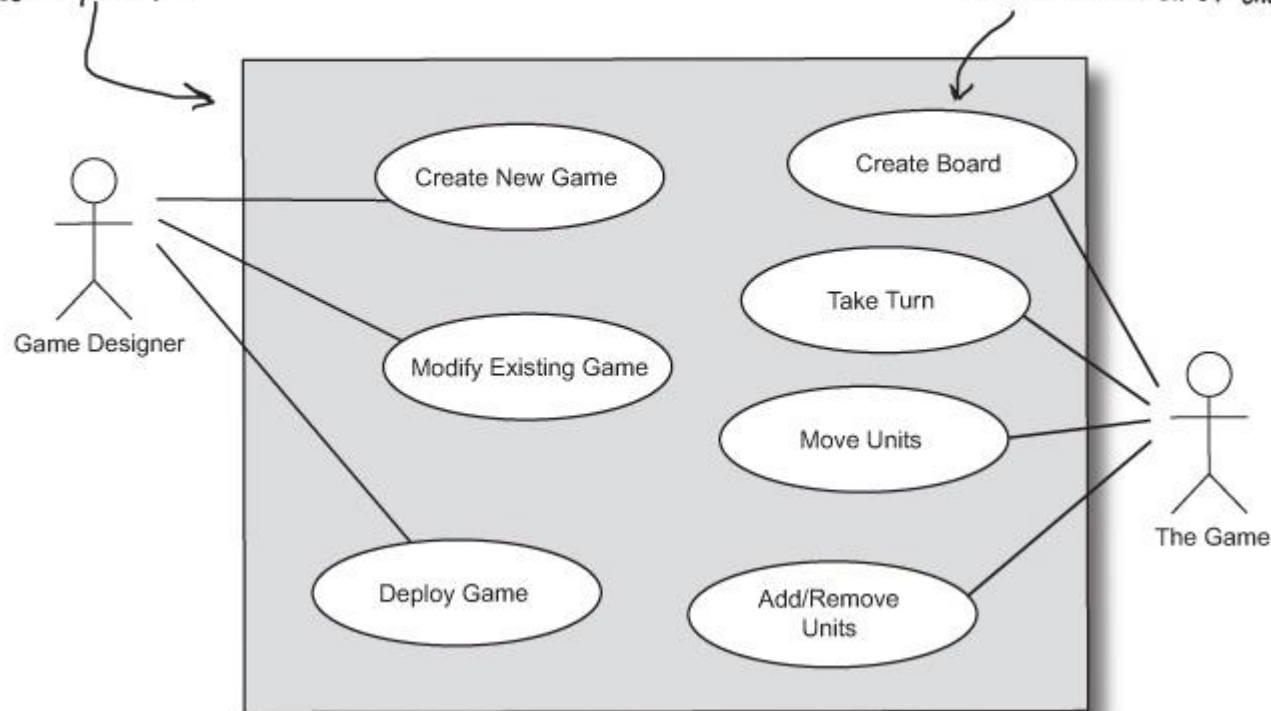 Create New Game
Create Board
Take Turn
Game Designer
Modify Existing Game
Move Units
The Game
Deploy Game
Add/Remove
Units